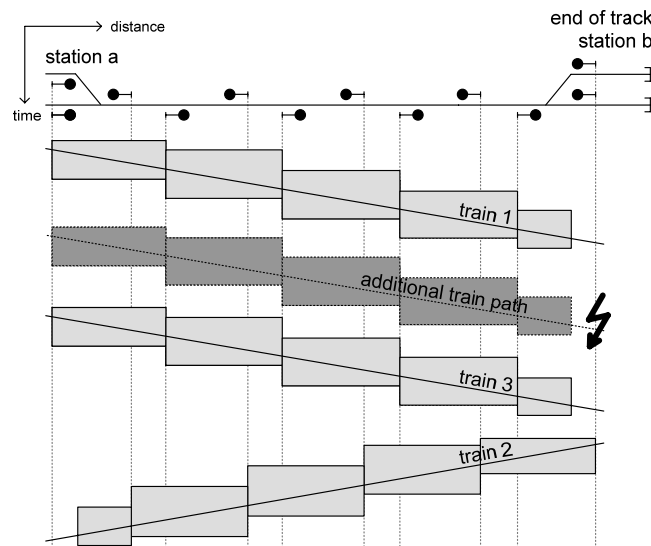 distance
time
station a
end of track
station b
train 1
additional train path
train 3
train 2